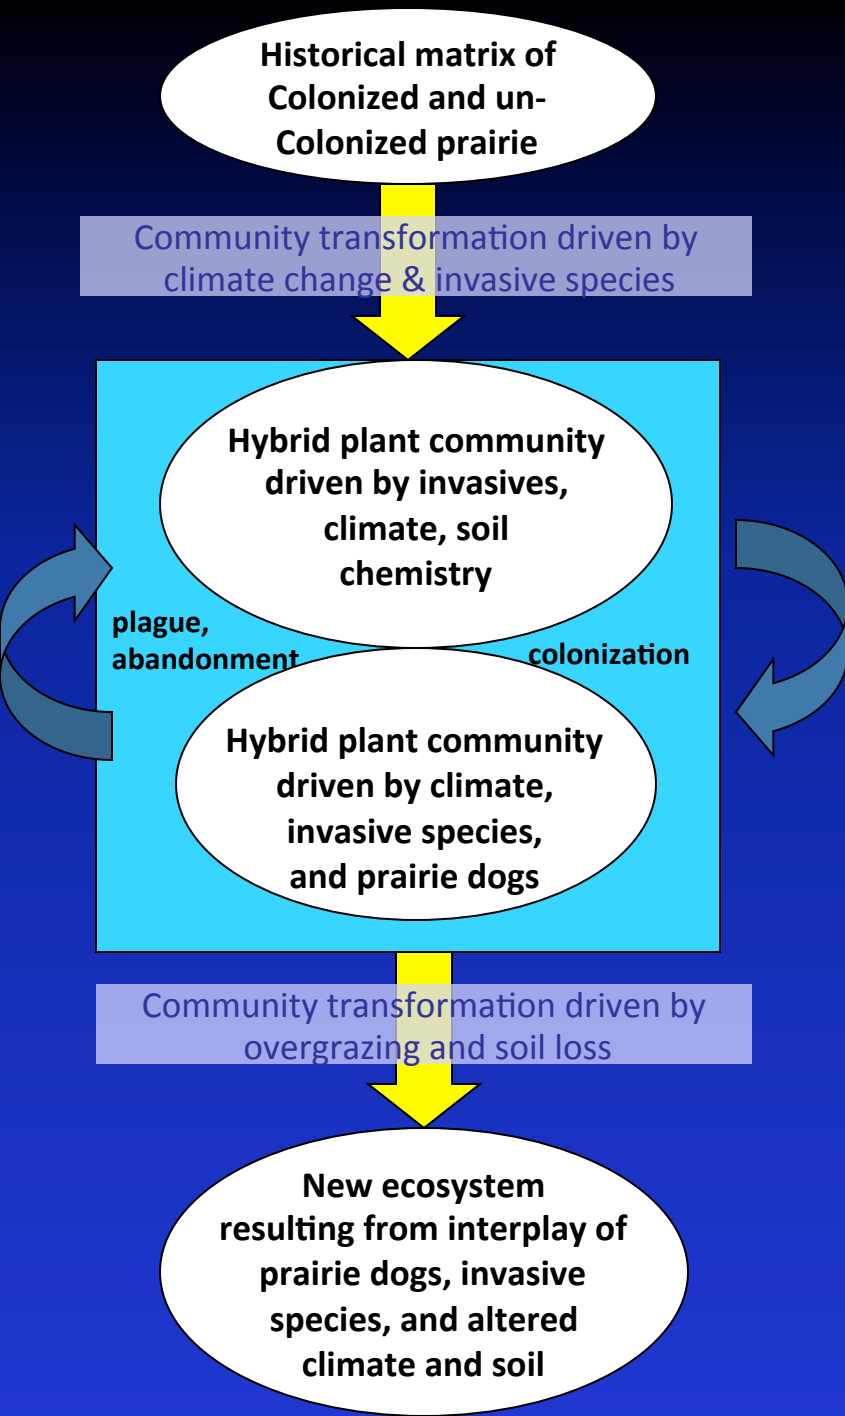 Historical matrix of
Colonized and un-
Colonized prairie
Community transformation driven by
climate change & invasive species
Hybrid plant community
driven by invasives,
climate, soil
chemistry
plague,
abandonment
colonization
Hybrid plant community
driven by climate,
invasive species,
and prairie dogs
Community transformation driven by
overgrazing and soil loss
New ecosystem
resulting from interplay of
prairie dogs, invasive
species, and altered
climate and soil